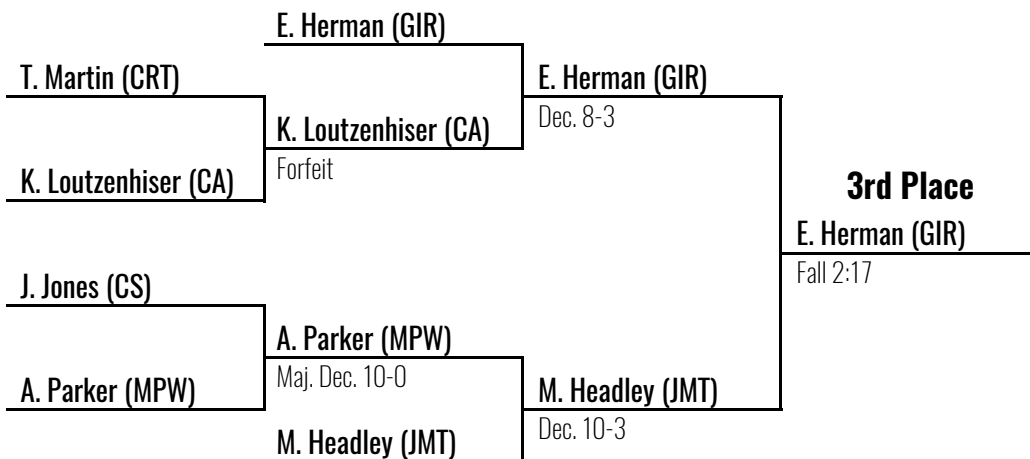 E. Herman (GIR)
T. Martin (CRT)
E. Herman (GIR)
Dec. 8-3
K. Loutzenhiser (CA)
Forfeit
K. Loutzenhiser (CA)
3rd Place
E. Herman (GIR)
Fall 2:17
J. Jones (CS)
A. Parker (MPW)
Maj. Dec. 10-0
A. Parker (MPW)
M. Headley (JMT)
Dec. 10-3
M. Headley (JMT)